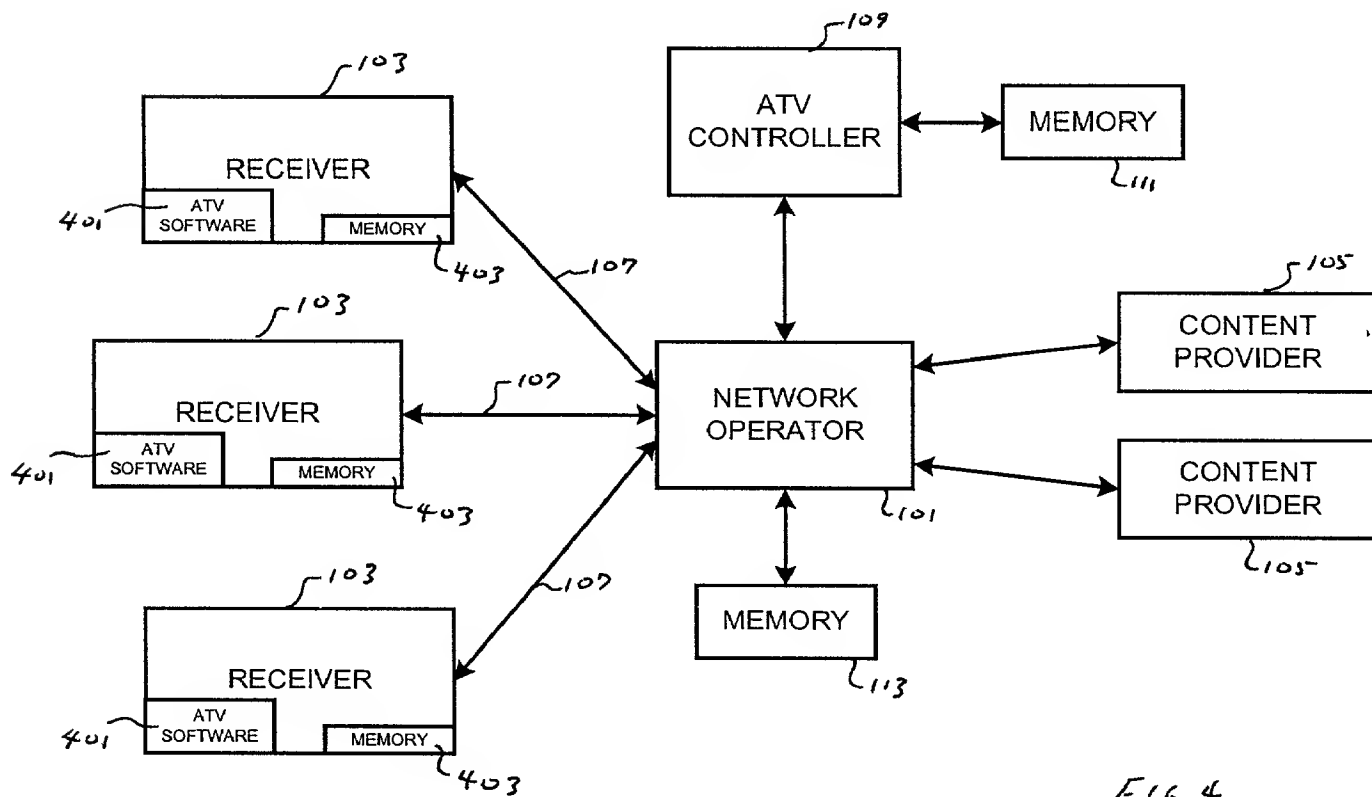 109
103
ATV
CONTROLLER
MEMORY
111
RECEIVER
401
ATV
SOFTWARE
MEMORY
403
107
105
CONTENT
PROVIDER
103
RECEIVER
401
ATV
SOFTWARE
MEMORY
403
107
NETWORK
OPERATOR
101
CONTENT
PROVIDER
105
103
RECEIVER
401
ATV
SOFTWARE
MEMORY
403
107
MEMORY
113
FIG 4